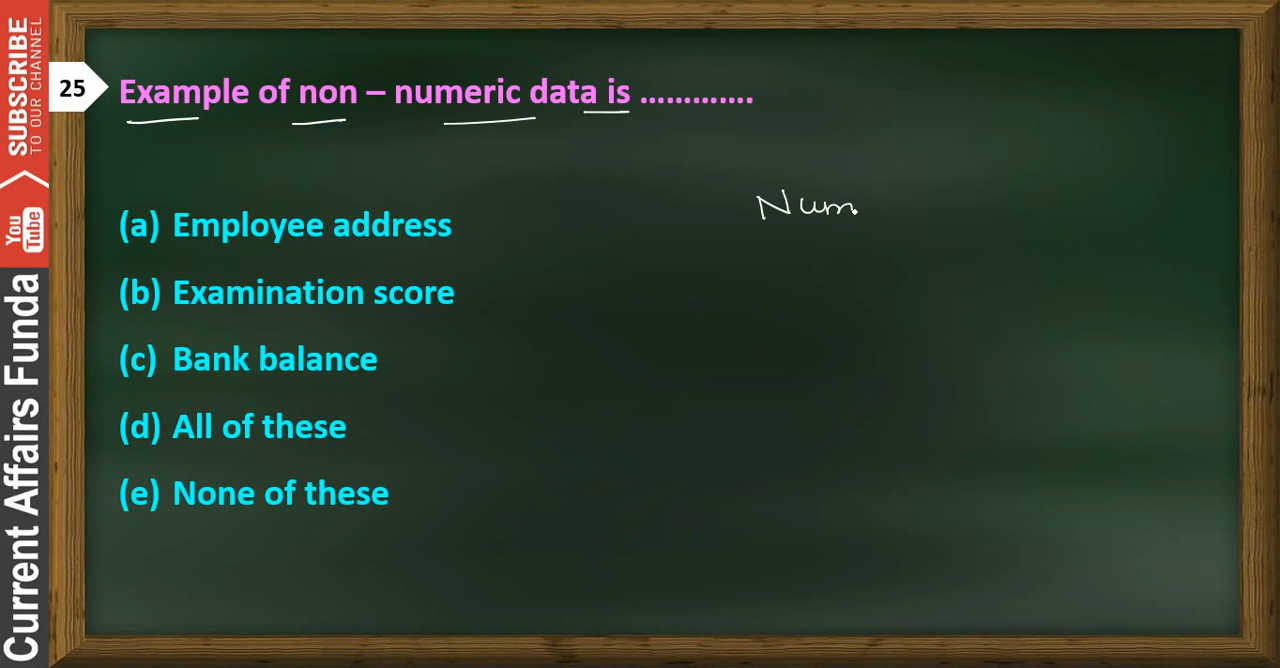 SUBSCRIBE
TO OUR CHANNEL
You
Tube
Current Affairs Funda
25
Example of non – numeric data is .............
Num
(a) Employee address
(b) Examination score
(c) Bank balance
(d) All of these
(e) None of these